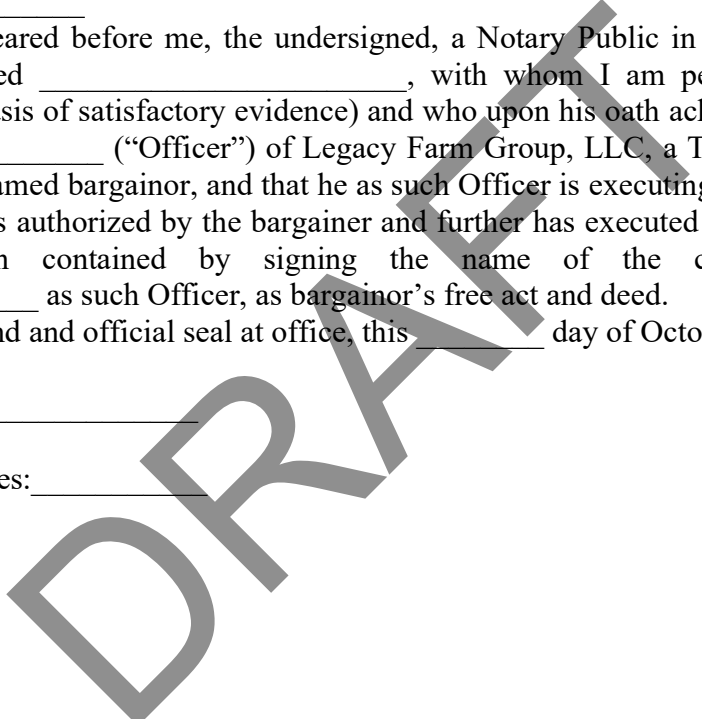 eared before me, the undersigned, a Notary Public in
ed ________________________, with whom I am pe
sis of satisfactory evidence) and who upon his oath ack
_______ (“Officer”) of Legacy Farm Group, LLC, a T
amed bargainor, and that he as such Officer is executing
s authorized by the bargainer and further has executed
n contained by signing the name of the c
___ as such Officer, as bargainor’s free act and deed.
nd and official seal at office, this ________ day of Octo
_____________
es:___________
DRAFT